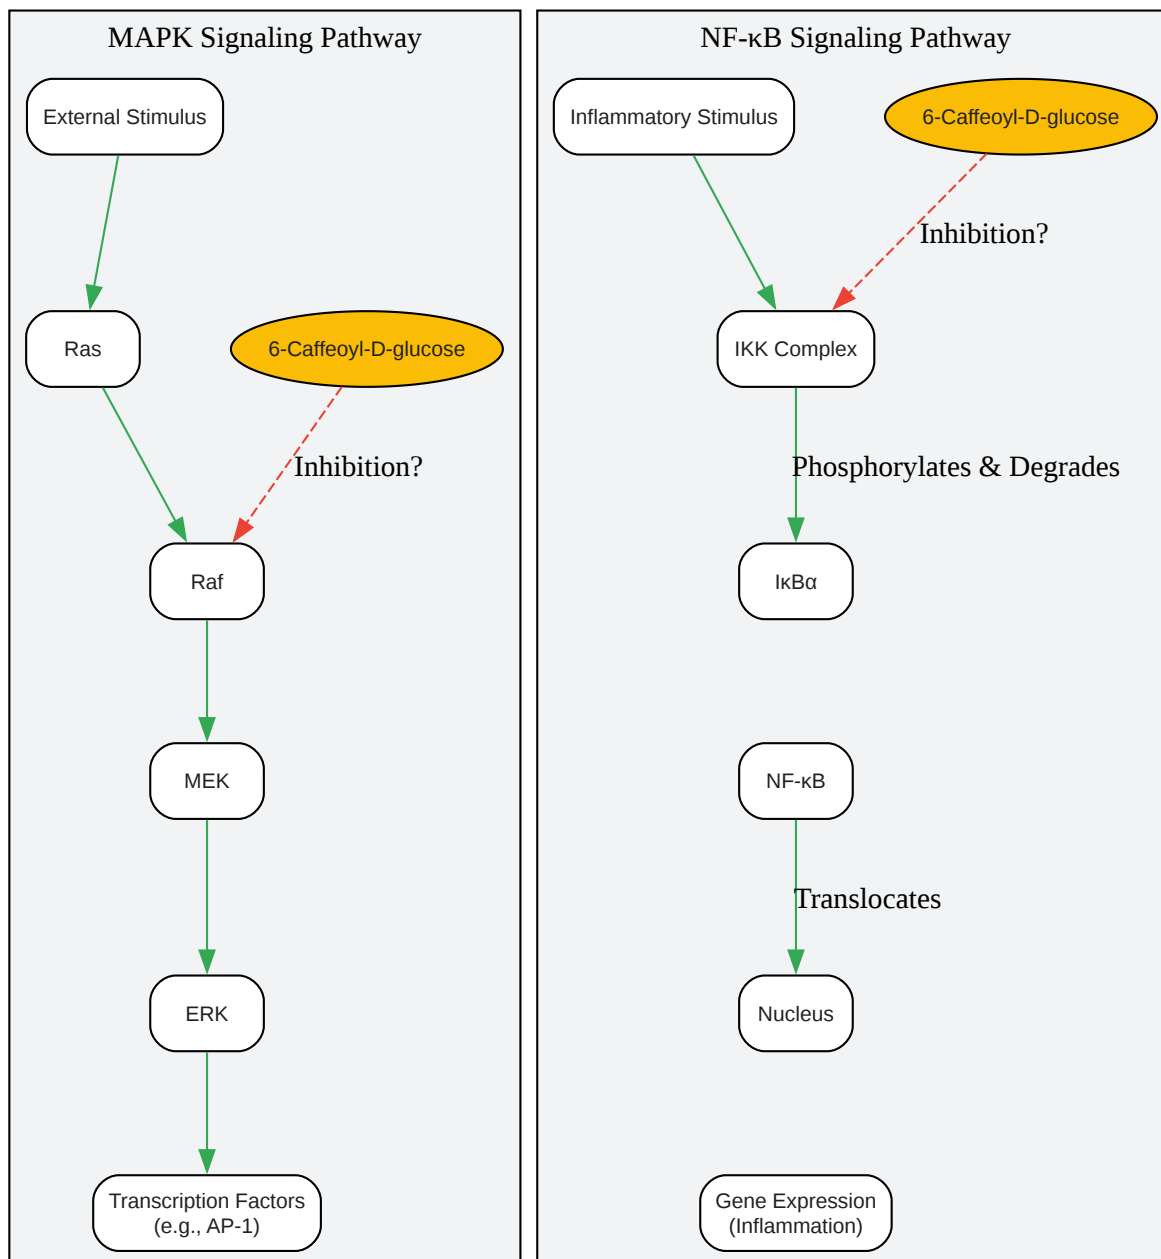 MAPK Signaling Pathway
External Stimulus
Ras
6-Caffeoyl-D-glucose
Inhibition?
Raf
MEK
ERK
Transcription Factors
(e.g., AP-1)
NF-κB Signaling Pathway
Inflammatory Stimulus
6-Caffeoyl-D-glucose
Inhibition?
IKK Complex
Phosphorylates & Degrades
IκBα
NF-κB
Translocates
Nucleus
Gene Expression
(Inflammation)